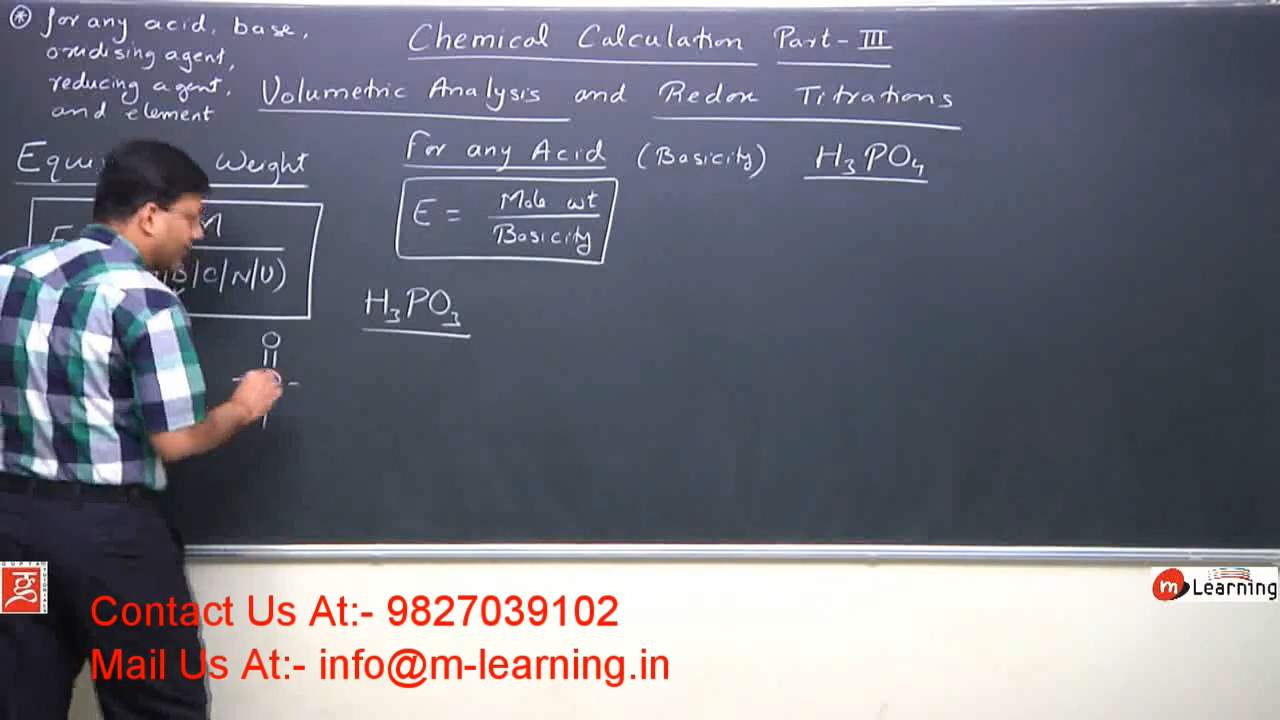 ⊛ for any acid, base,
oxidising agent,
reducing agent,
and element
Chemical Calculation Part - III
Volumetric Analysis and Redox Titrations
Weight
M
B/C/N/U)
O
||
For any Acid (Basicity) H₃PO₄
E = Mole wt
Basicity
H₃PO₃
GUPTA TUTORIALS
m Learning
Contact Us At:- 9827039102
Mail Us At:- info@m-learning.in